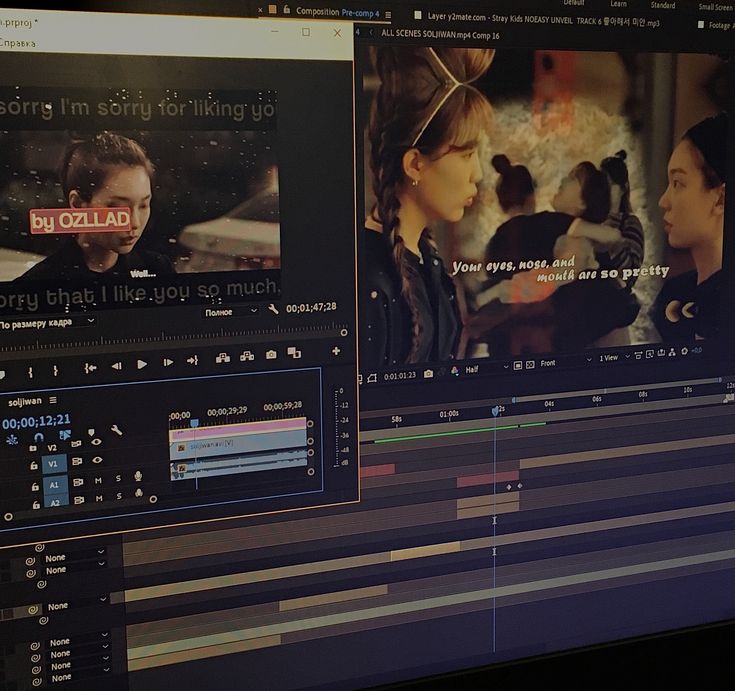 .prproj *
Справка
sorry I'm sorry for liking yo
by OZLLAD
Well...
orry that I like you so much,
По размеру кадра
Полное
00;01;47;28
soljiwan
00;00;12;21
;00;00
00;00;29;29
00;00;59;28
V2
V1
A1
M
S
A2
M
S
soljiwan.avi [V]
0
-12
-24
-36
-48
dB
Composition Pre-comp 4
Layer y2mate.com - Stray Kids NOEASY UNVEIL TRACK 6 좋아해서 미안.mp3
Default
Learn
Standard
Small Screen
Footage
4
ALL SCENES SOLJIWAN.mp4 Comp 16
Your eyes, nose, and
mouth are so pretty
0:01:01:23
Half
Front
1 View
+0,0
58s
01:00s
02s
04s
06s
08s
10s
12s
None
None
None
None
None
None
None